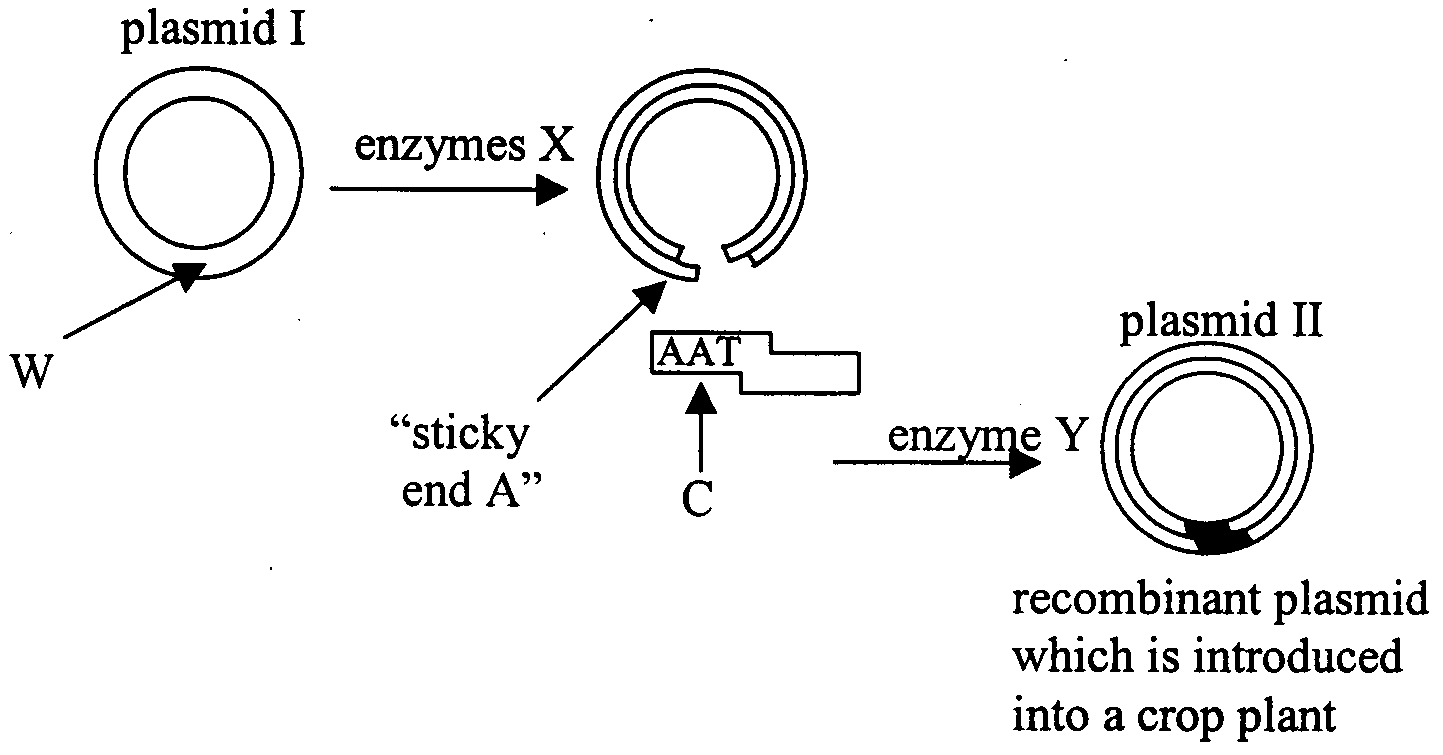 plasmid I
enzymes X
W
"sticky
end A"
AAT
C
enzyme Y
plasmid II
recombinant plasmid
which is introduced
into a crop plant